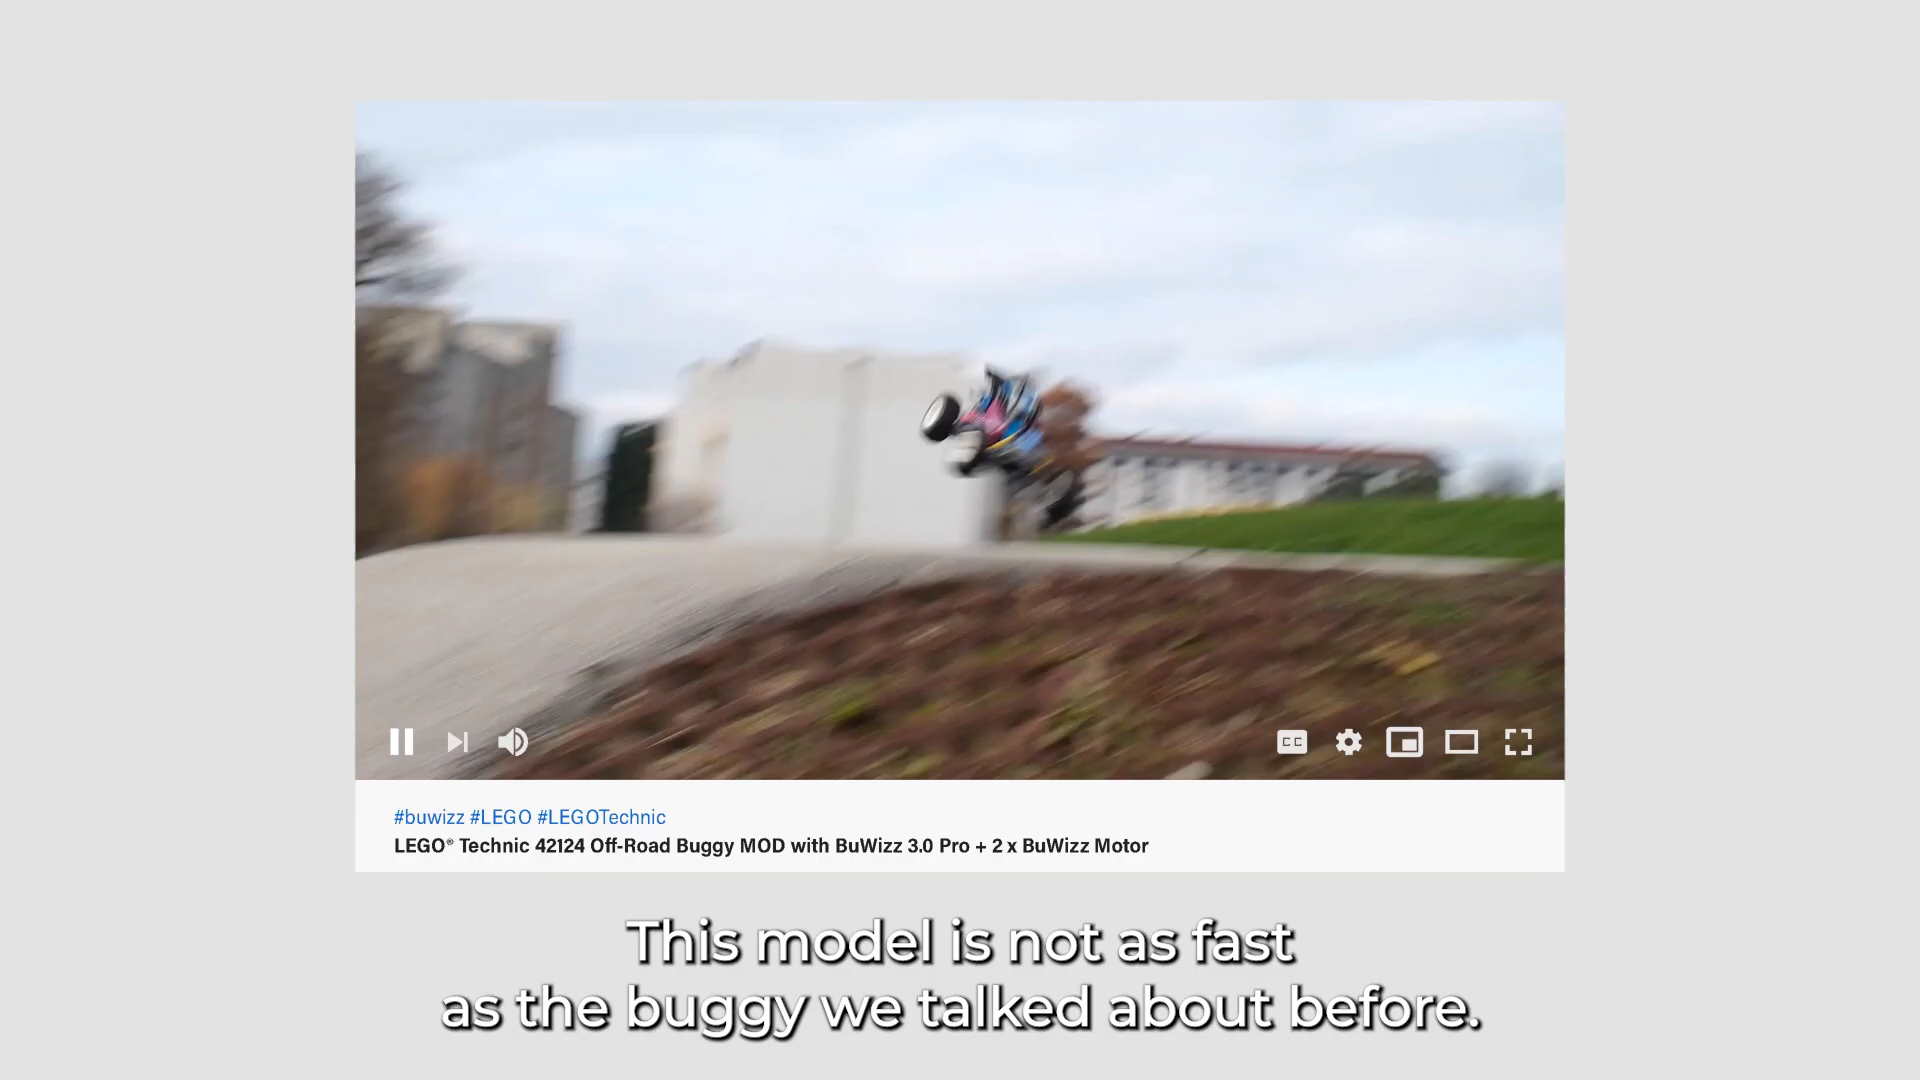 CC
#buwizz #LEGO #LEGOTechnic
LEGO® Technic 42124 Off-Road Buggy MOD with BuWizz 3.0 Pro + 2 x BuWizz Motor
This model is not as fast
as the buggy we talked about before.